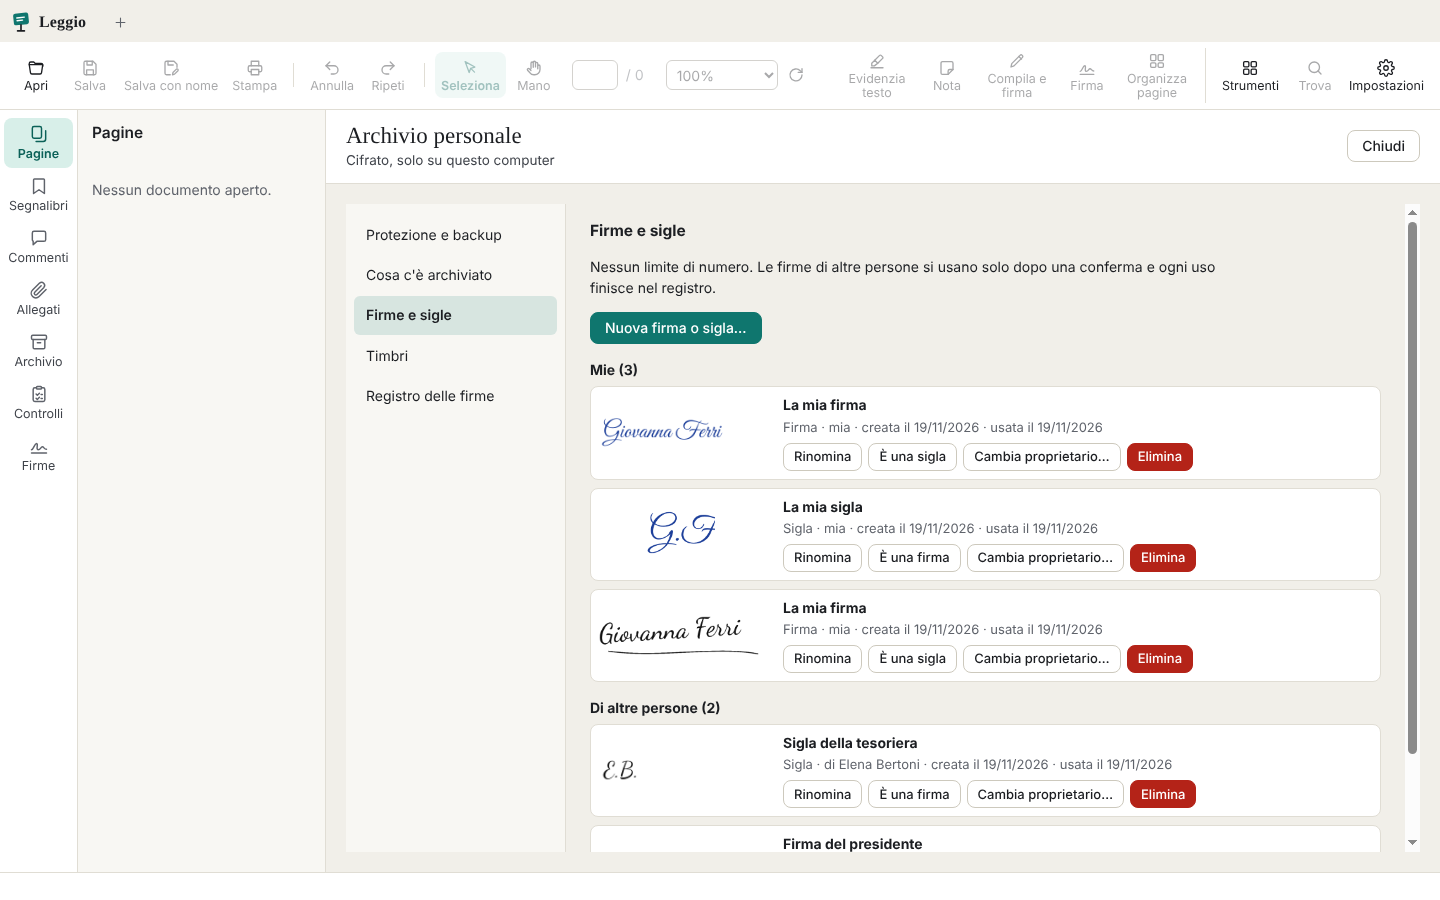 Leggio
Apri
Salva
Salva con nome
Stampa
Annulla
Ripeti
Seleziona
Mano
/ 0
100%
Evidenzia testo
Nota
Compila e firma
Firma
Organizza pagine
Strumenti
Trova
Impostazioni
Pagine
Segnalibri
Commenti
Allegati
Archivio
Controlli
Firme
Pagine
Nessun documento aperto.
Archivio personale
Cifrato, solo su questo computer
Chiudi
Protezione e backup
Cosa c'è archiviato
Firme e sigle
Timbri
Registro delle firme
Firme e sigle
Nessun limite di numero. Le firme di altre persone si usano solo dopo una conferma e ogni uso
finisce nel registro.
Nuova firma o sigla...
Mie (3)
Giovanna Ferri
La mia firma
Firma · mia · creata il 19/11/2026 · usata il 19/11/2026
Rinomina
È una sigla
Cambia proprietario...
Elimina
G.F
La mia sigla
Sigla · mia · creata il 19/11/2026 · usata il 19/11/2026
Rinomina
È una firma
Cambia proprietario...
Elimina
Giovanna Ferri
La mia firma
Firma · mia · creata il 19/11/2026 · usata il 19/11/2026
Rinomina
È una sigla
Cambia proprietario...
Elimina
Di altre persone (2)
E.B.
Sigla della tesoriera
Sigla · di Elena Bertoni · creata il 19/11/2026 · usata il 19/11/2026
Rinomina
È una firma
Cambia proprietario...
Elimina
Firma del presidente